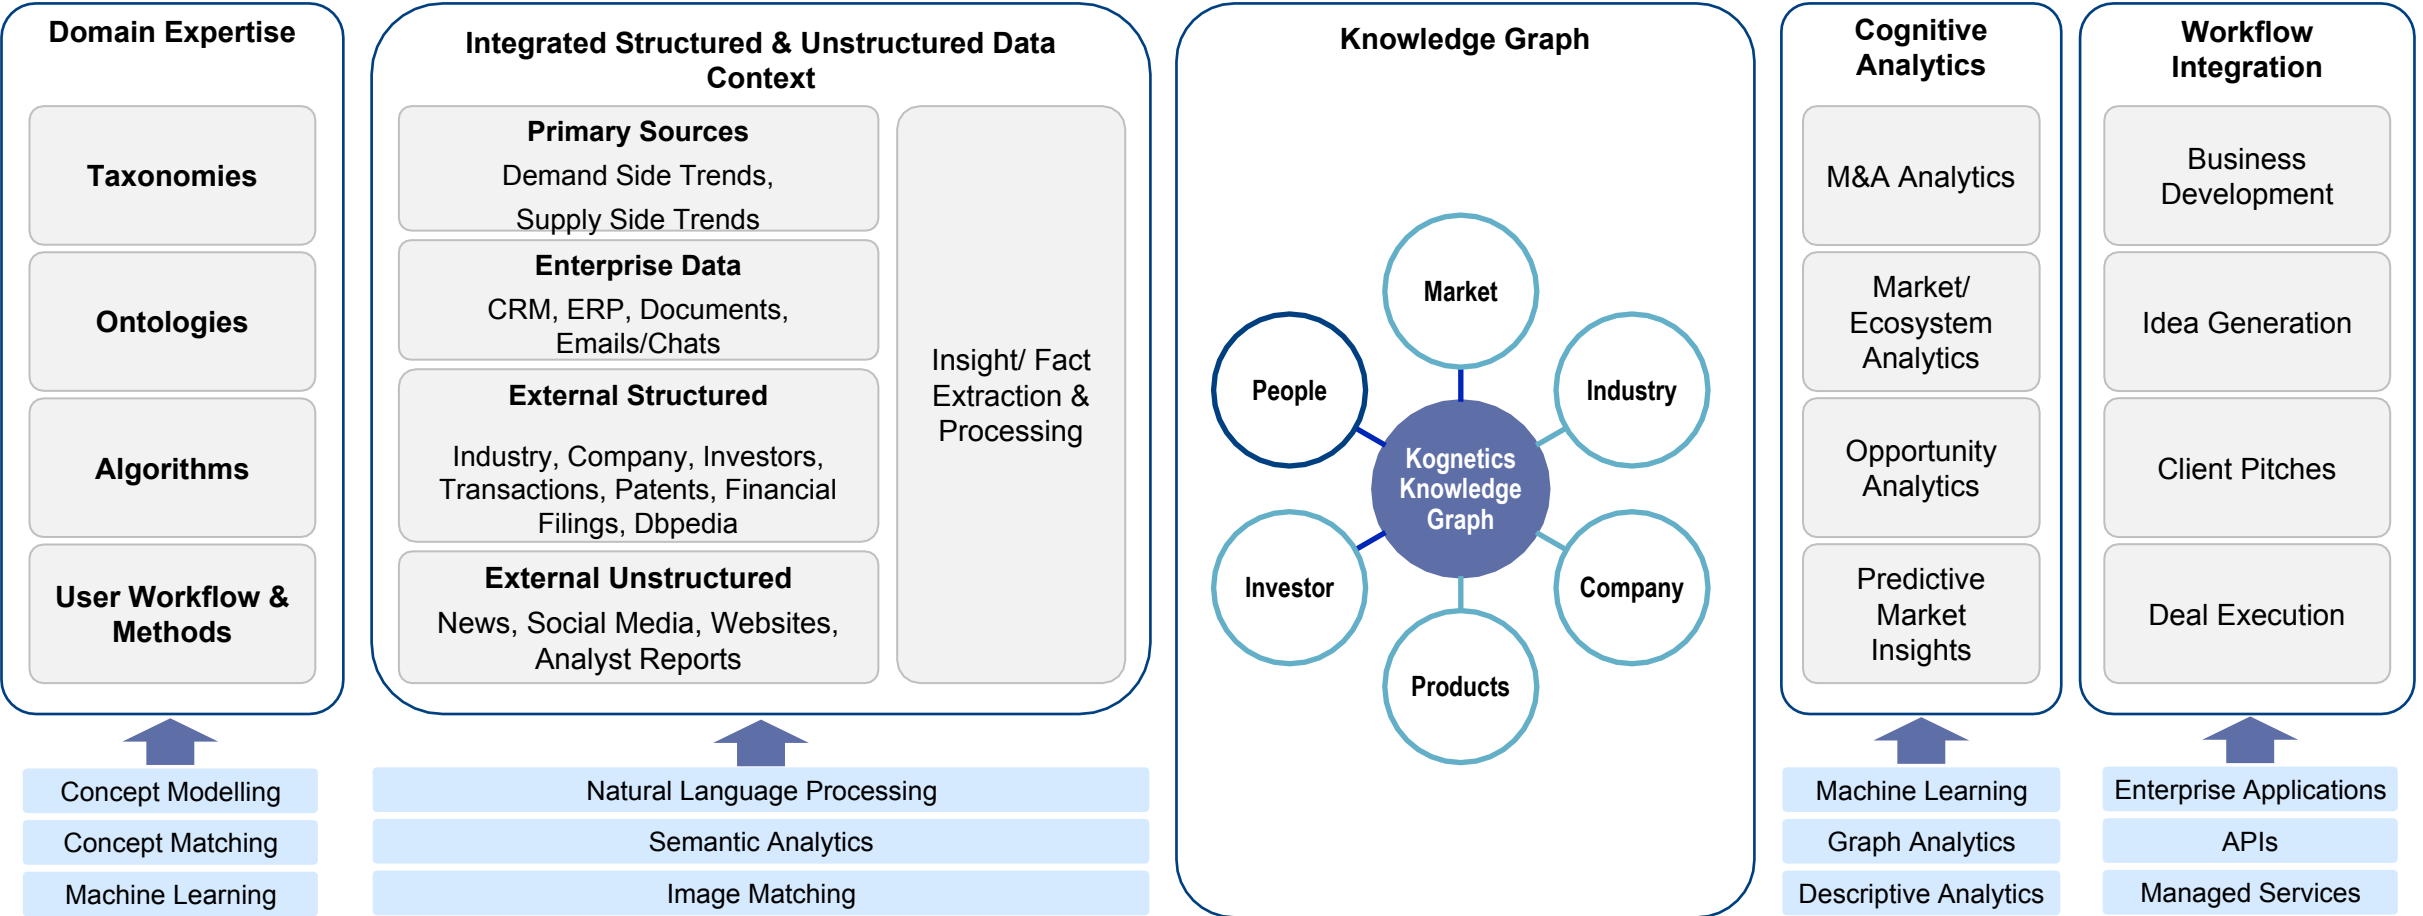 Domain Expertise
Taxonomies
Ontologies
Algorithms
User Workflow &
Methods
Concept Modelling
Concept Matching
Machine Learning
Integrated Structured & Unstructured Data
Context
Primary Sources
Demand Side Trends,
Supply Side Trends
Enterprise Data
CRM, ERP, Documents,
Emails/Chats
External Structured
Industry, Company, Investors,
Transactions, Patents, Financial
Filings, Dbpedia
External Unstructured
News, Social Media, Websites,
Analyst Reports
Insight/ Fact
Extraction &
Processing
Natural Language Processing
Semantic Analytics
Image Matching
Knowledge Graph
Market
People
Industry
Kognetics
Knowledge
Graph
Investor
Company
Products
Cognitive
Analytics
M&A Analytics
Market/
Ecosystem
Analytics
Opportunity
Analytics
Predictive
Market
Insights
Machine Learning
Graph Analytics
Descriptive Analytics
Workflow
Integration
Business
Development
Idea Generation
Client Pitches
Deal Execution
Enterprise Applications
APIs
Managed Services